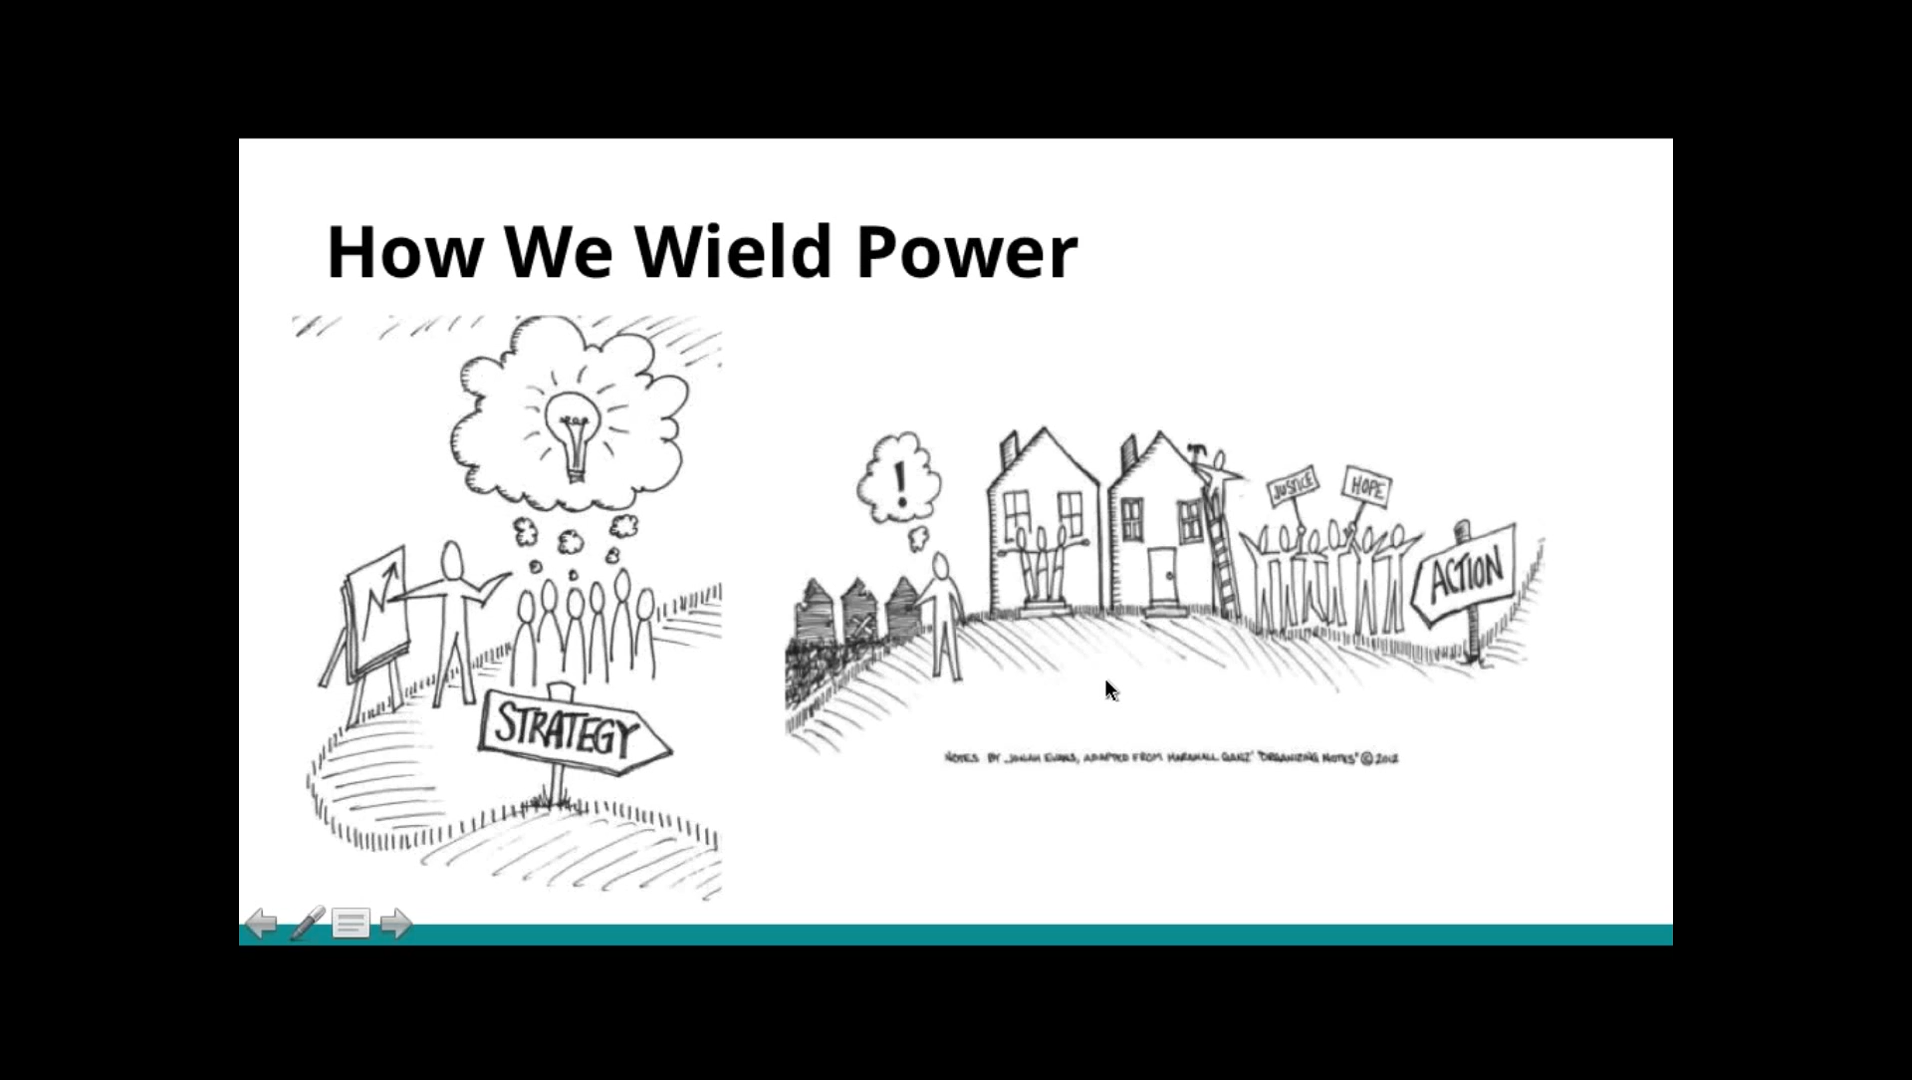 How We Wield Power
STRATEGY
!
JUSTICE
HOPE
ACTION
NOTES BY JONAH EVANS, ADAPTED FROM MARSHALL GANZ' "ORGANIZING NOTES" © 2012